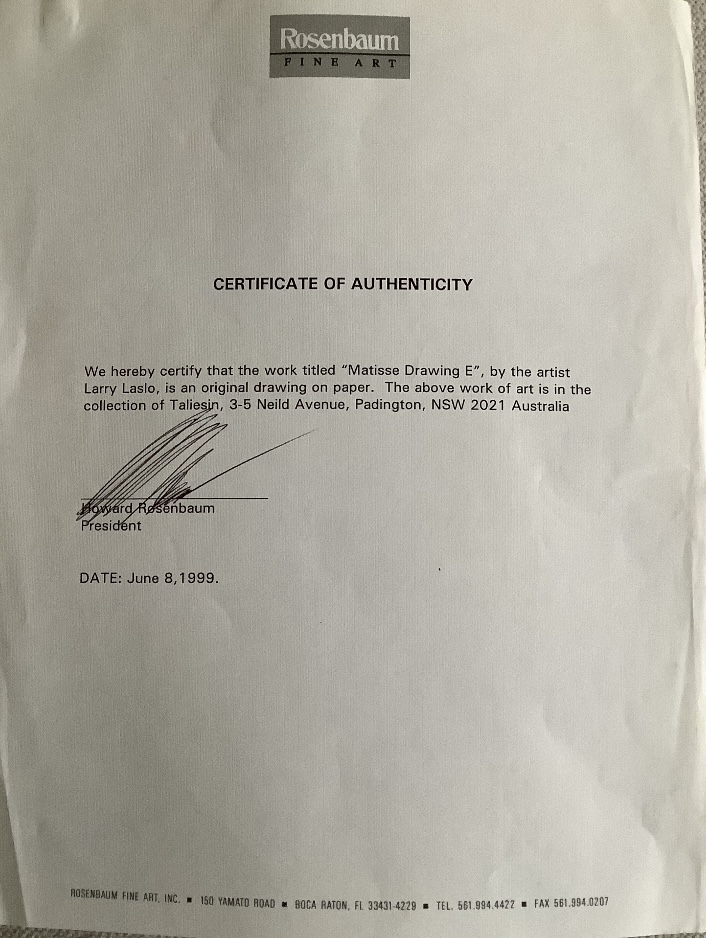 Rosenbaum
FINE ART
CERTIFICATE OF AUTHENTICITY
We hereby certify that the work titled “Matisse Drawing E”, by the artist
Larry Laslo, is an original drawing on paper. The above work of art is in the
collection of Taliesin, 3-5 Neild Avenue, Padington, NSW 2021 Australia
Howard Rosenbaum
President
DATE: June 8,1999.
ROSENBAUM FINE ART, INC. ■ 150 YAMATO ROAD ■ BOCA RATON, FL 33431-4229 ■ TEL. 561.994.4422 ■ FAX 561.994.0207